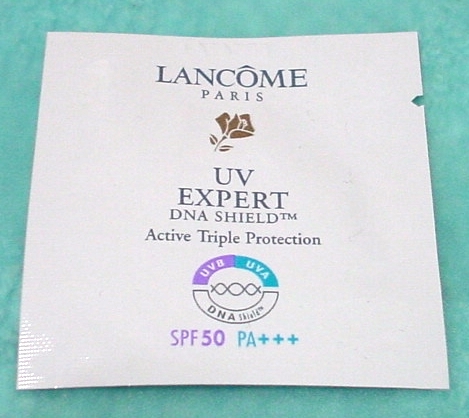 LANCÔME
PARIS
UV
EXPERT
DNA SHIELD™
Active Triple Protection
UVB UVA
DNA Shield™
SPF50 PA+++